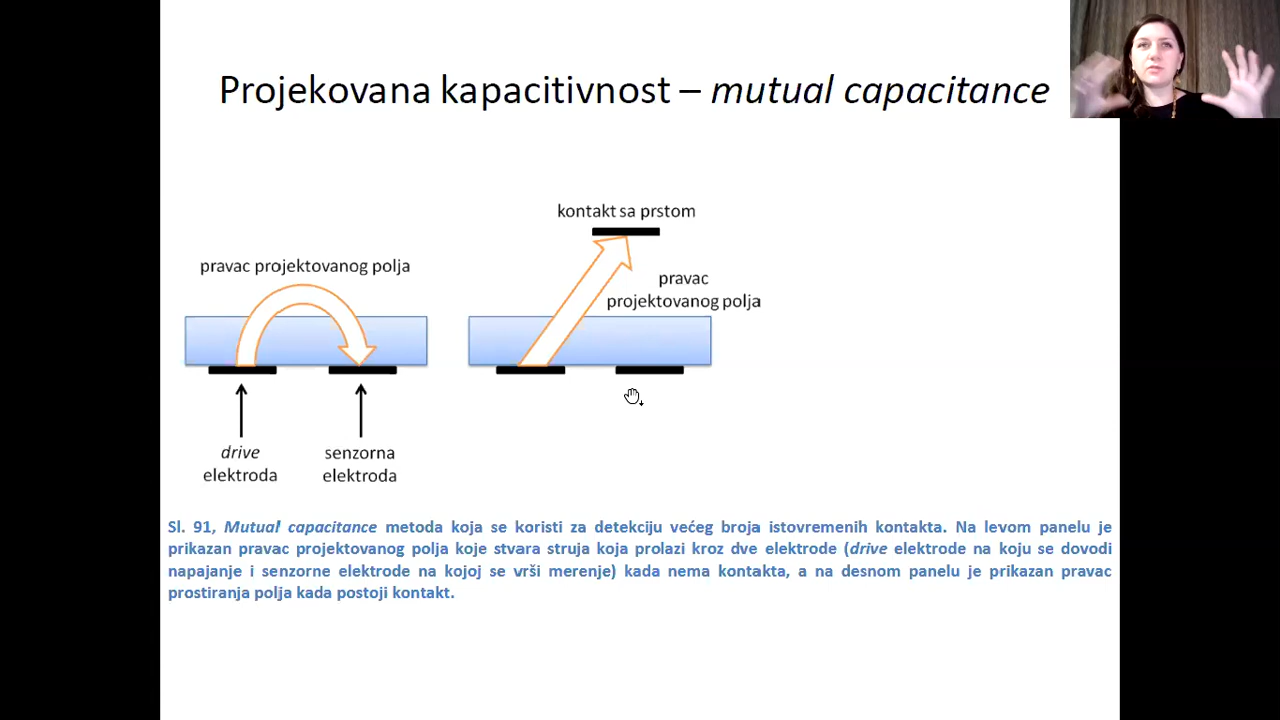 Projekovana kapacitivnost – mutual capacitance
kontakt sa prstom
pravac projektovanog polja
pravac
projektovanog polja
drive
elektroda
senzorna
elektroda
Sl. 91, Mutual capacitance metoda koja se koristi za detekciju većeg broja istovremenih kontakta. Na levom panelu je
prikazan pravac projektovanog polja koje stvara struja koja prolazi kroz dve elektrode (drive elektrode na koju se dovodi
napajanje i senzorne elektrode na kojoj se vrši merenje) kada nema kontakta, a na desnom panelu je prikazan pravac
prostiranja polja kada postoji kontakt.